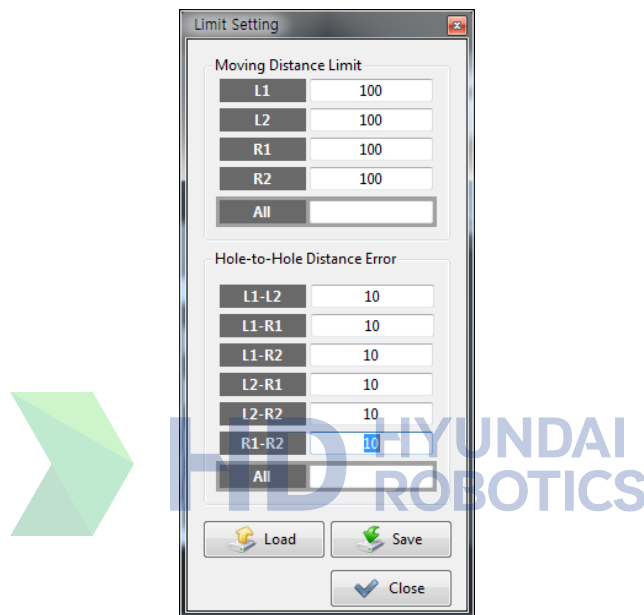 Limit Setting
Moving Distance Limit
L1 100
L2 100
R1 100
R2 100
All
Hole-to-Hole Distance Error
L1-L2 10
L1-R1 10
L1-R2 10
L2-R1 10
L2-R2 10
R1-R2 10
All
HD HYUNDAI
ROBOTICS
Load Save
Close